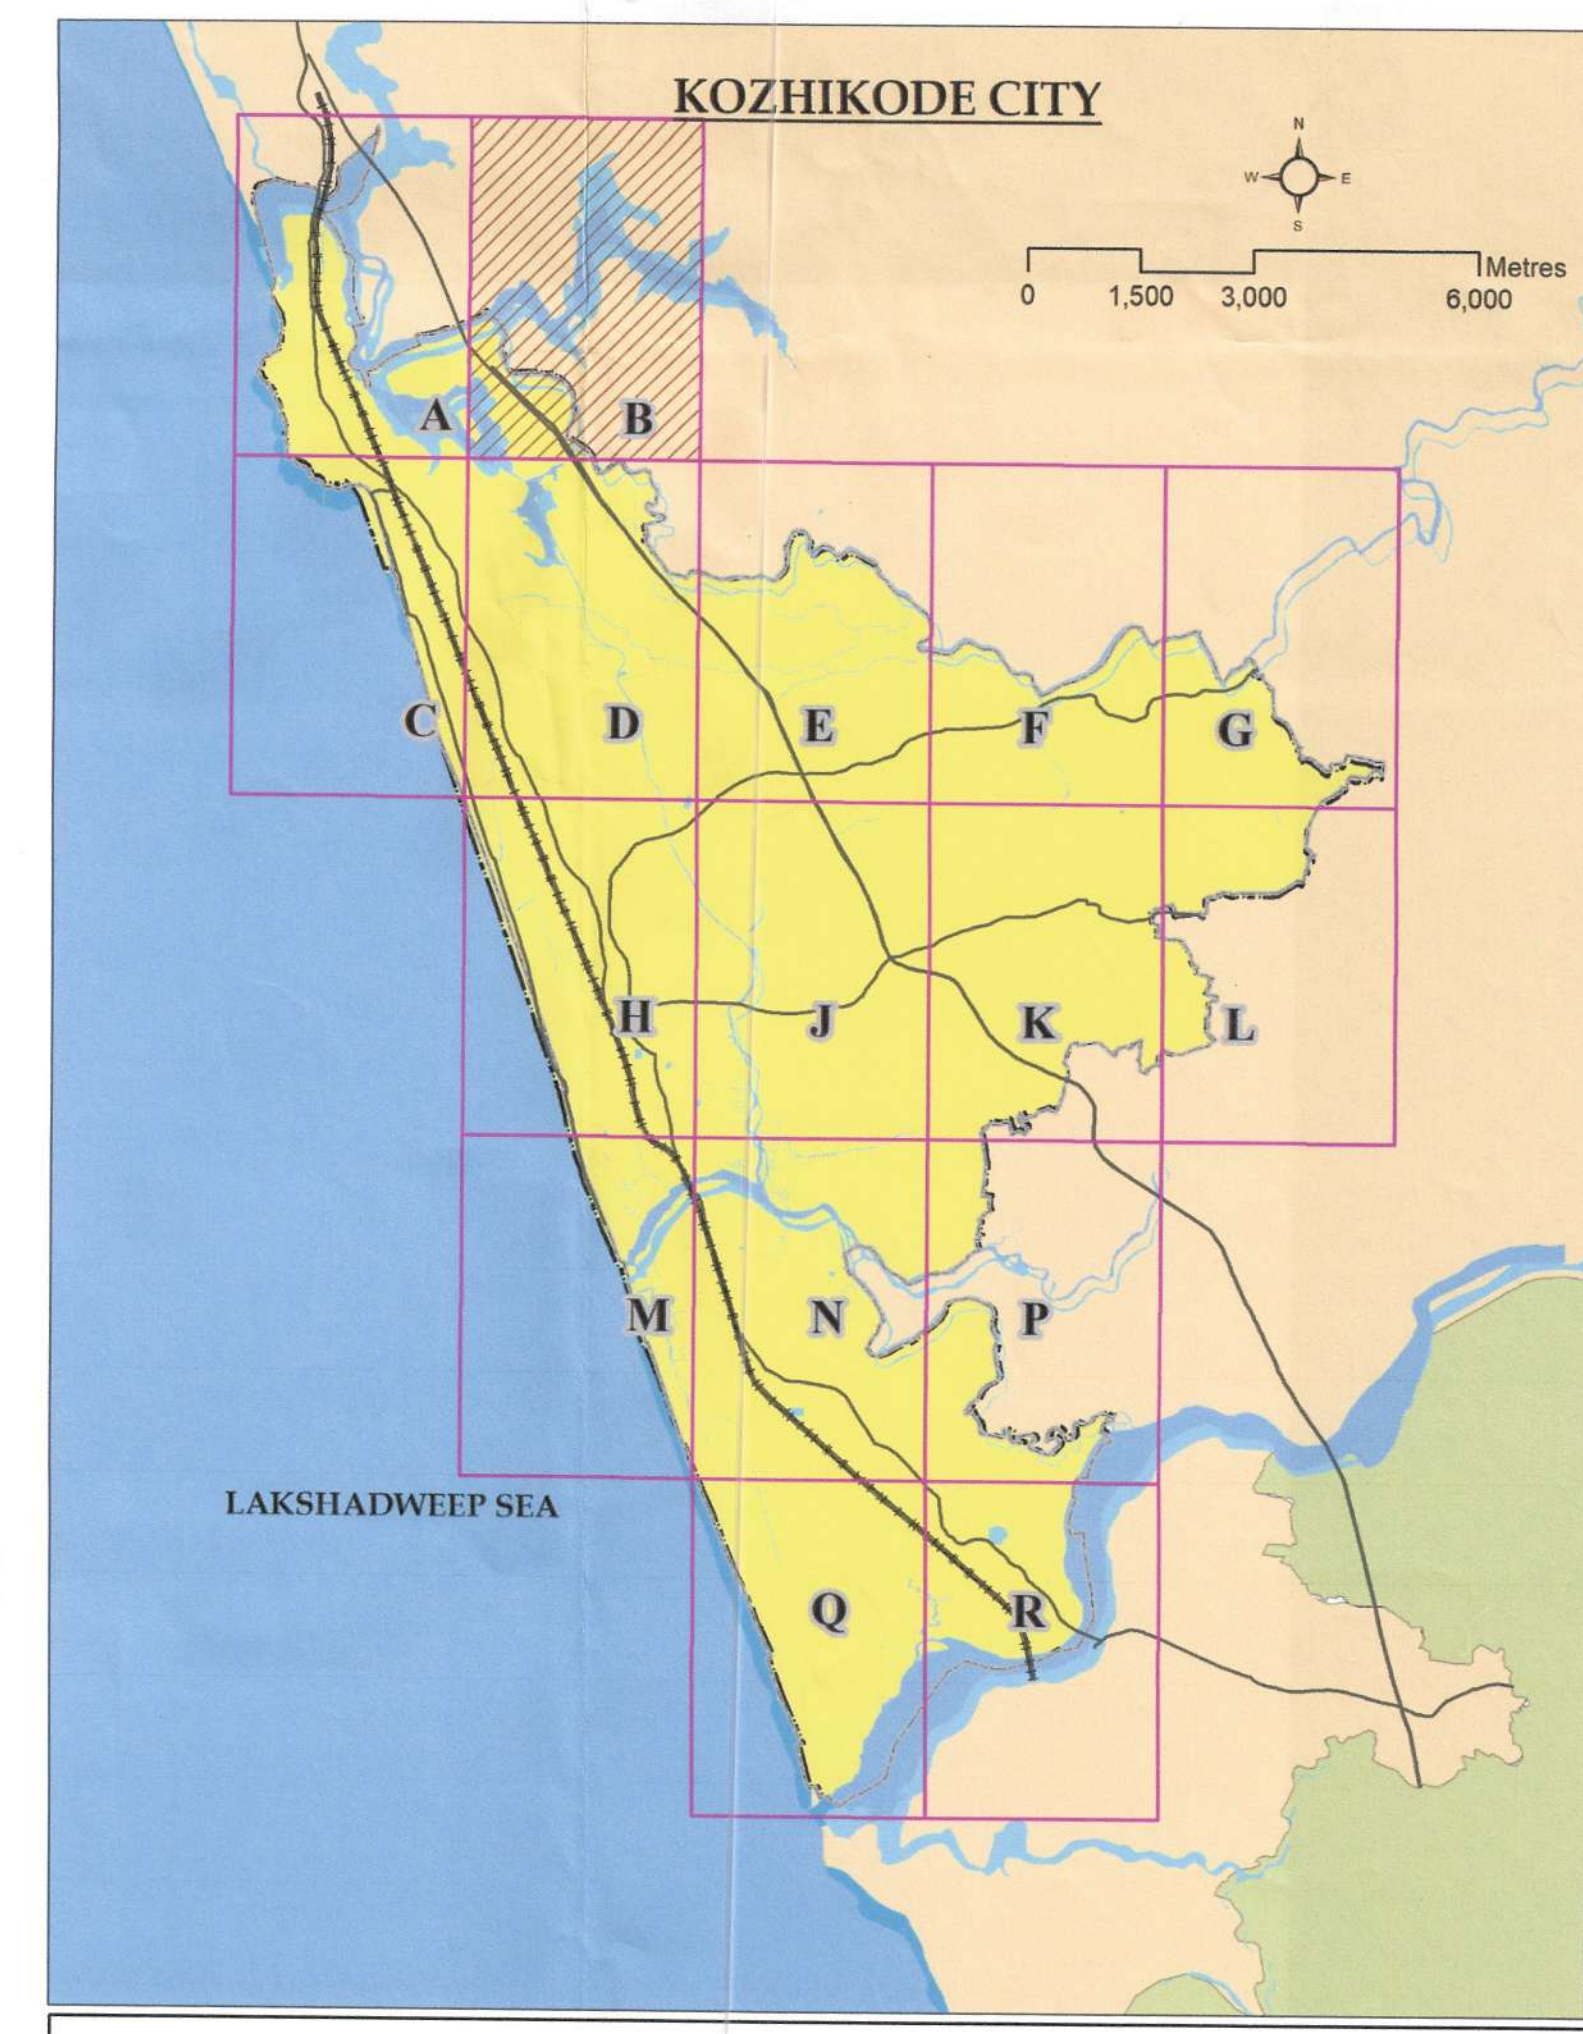 KOZHIKODE CITY
N
W E
S
Metres
0 1,500 3,000 6,000
A B
C D E F G
H J K L
M N P
LAKSHADWEEP SEA
Q R